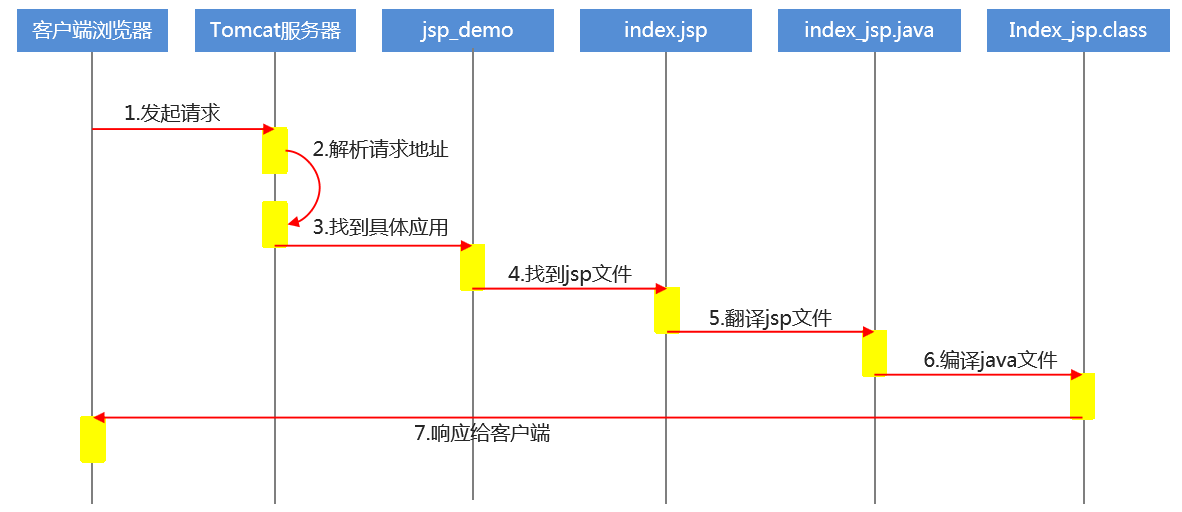 客户端浏览器
Tomcat服务器
jsp_demo
index.jsp
index_jsp.java
Index_jsp.class
1.发起请求
2.解析请求地址
3.找到具体应用
4.找到jsp文件
5.翻译jsp文件
6.编译java文件
7.响应给客户端